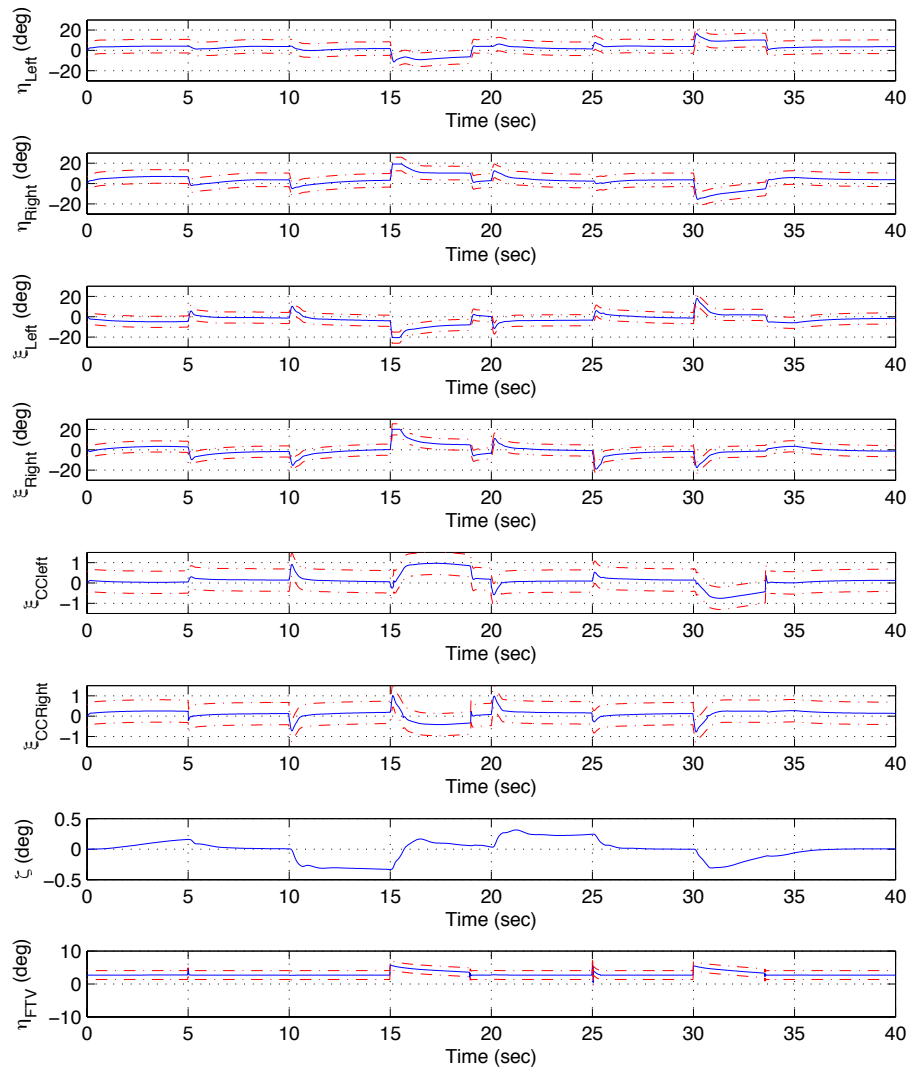 η_Left (deg)
20
0
−20
0 5 10 15 20 25 30 35 40
Time (sec)
η_Right (deg)
20
0
−20
0 5 10 15 20 25 30 35 40
Time (sec)
ξ_Left (deg)
20
0
−20
0 5 10 15 20 25 30 35 40
Time (sec)
ξ_Right (deg)
20
0
−20
0 5 10 15 20 25 30 35 40
Time (sec)
ξ_CCleft
1
0
−1
0 5 10 15 20 25 30 35 40
Time (sec)
ξ_CCRight
1
0
−1
0 5 10 15 20 25 30 35 40
Time (sec)
ζ (deg)
0.5
0
−0.5
0 5 10 15 20 25 30 35 40
Time (sec)
η_FTV (deg)
10
0
−10
0 5 10 15 20 25 30 35 40
Time (sec)